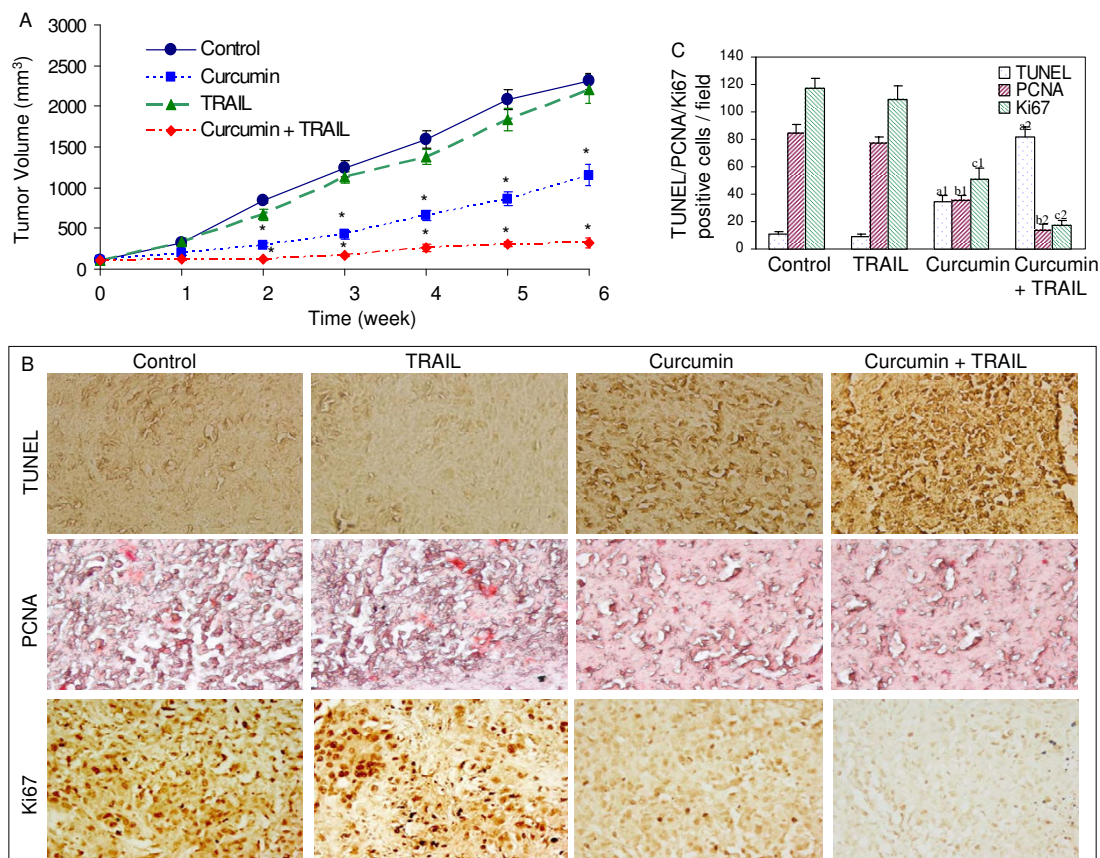 A
Tumor Volume (mm³)
3000
2500
2000
1500
1000
500
0
Control
Curcumin
TRAIL
Curcumin + TRAIL
*
*
*
*
*
*
*
*
*
*
0 1 2 3 4 5 6
Time (week)
C
TUNEL/PCNA/Ki67
positive cells / field
140
120
100
80
60
40
20
0
TUNEL
PCNA
Ki67
a1 b1 c1
a2 b2 c2
Control TRAIL Curcumin Curcumin
+ TRAIL
B
Control TRAIL Curcumin Curcumin + TRAIL
TUNEL
PCNA
Ki67